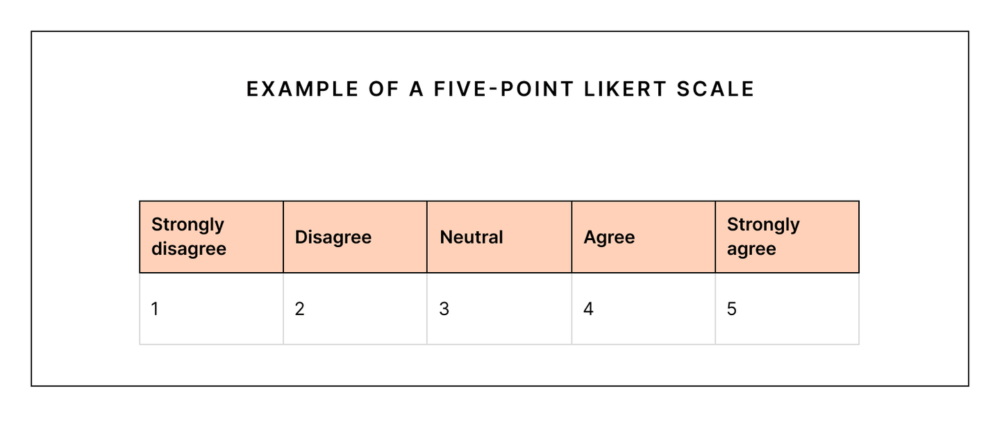 EXAMPLE OF A FIVE-POINT LIKERT SCALE
Strongly
disagree
Disagree
Neutral
Agree
Strongly
agree
1
2
3
4
5